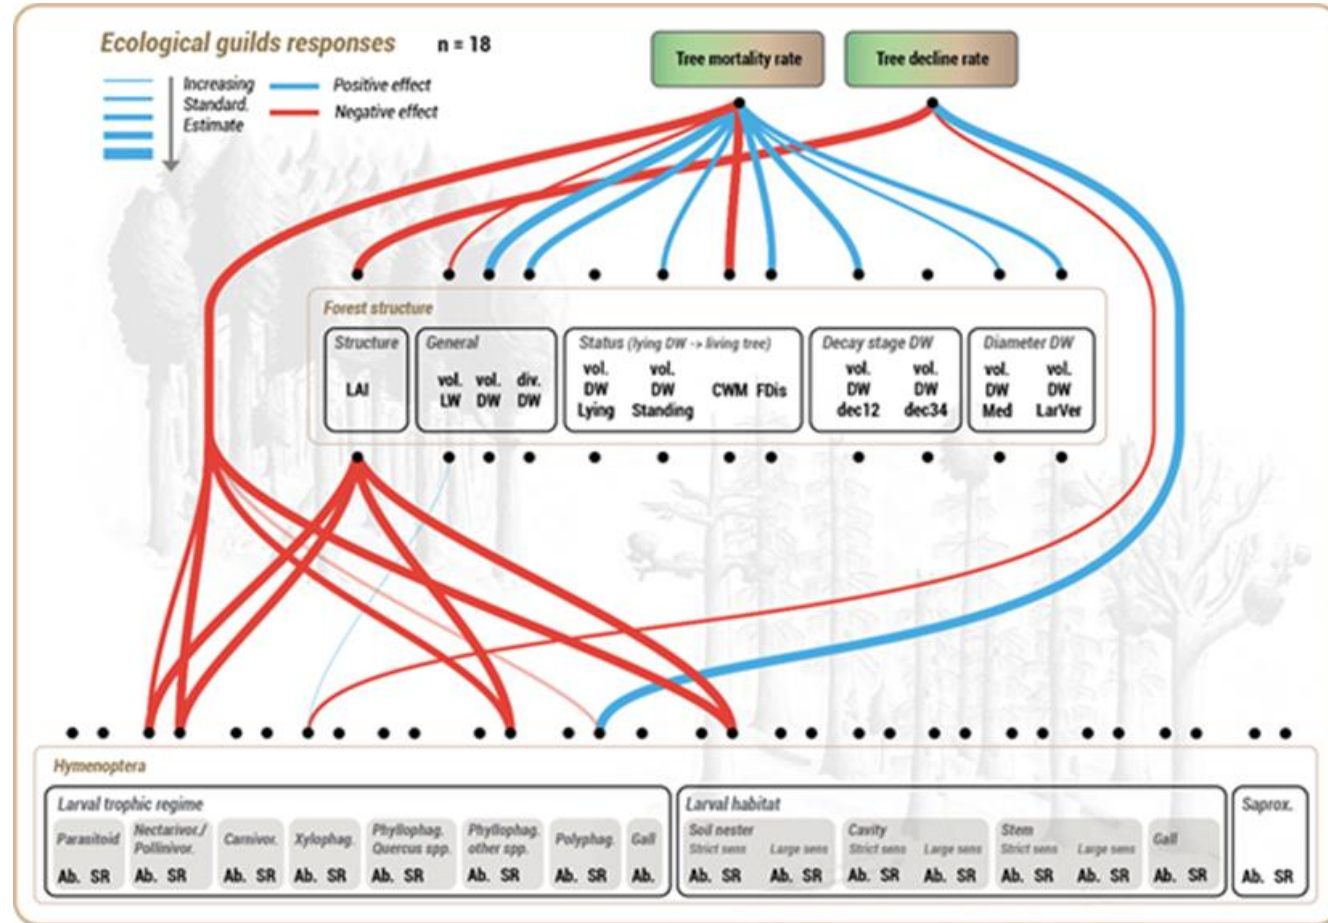 Ecological guilds responses n = 18
Increasing
Standard.
Estimate
Positive effect
Negative effect
Tree mortality rate
Tree decline rate
Forest structure
Structure
LAI
General
vol. vol. div.
LW DW DW
Status (lying DW -> living tree)
vol. vol.
DW DW CWM FDis
Lying Standing
Decay stage DW
vol. vol.
DW DW
dec12 dec34
Diameter DW
vol. vol.
DW DW
Med LarVer
Hymenoptera
Larval trophic regime
Parasitoid
Ab. SR
Nectarivor./
Pollinivor.
Ab. SR
Carnivor.
Ab. SR
Xylophag.
Ab. SR
Phyllophag.
Quercus spp.
Ab. SR
Phyllophag.
other spp.
Ab. SR
Polyphag.
Ab. SR
Gall
Ab.
Larval habitat
Soil nester
Strict sens Large sens
Ab. SR Ab. SR
Cavity
Strict sens Large sens
Ab. SR Ab. SR
Stem
Strict sens Large sens
Ab. SR Ab. SR
Gall
Ab. SR
Saprox.
Ab. SR